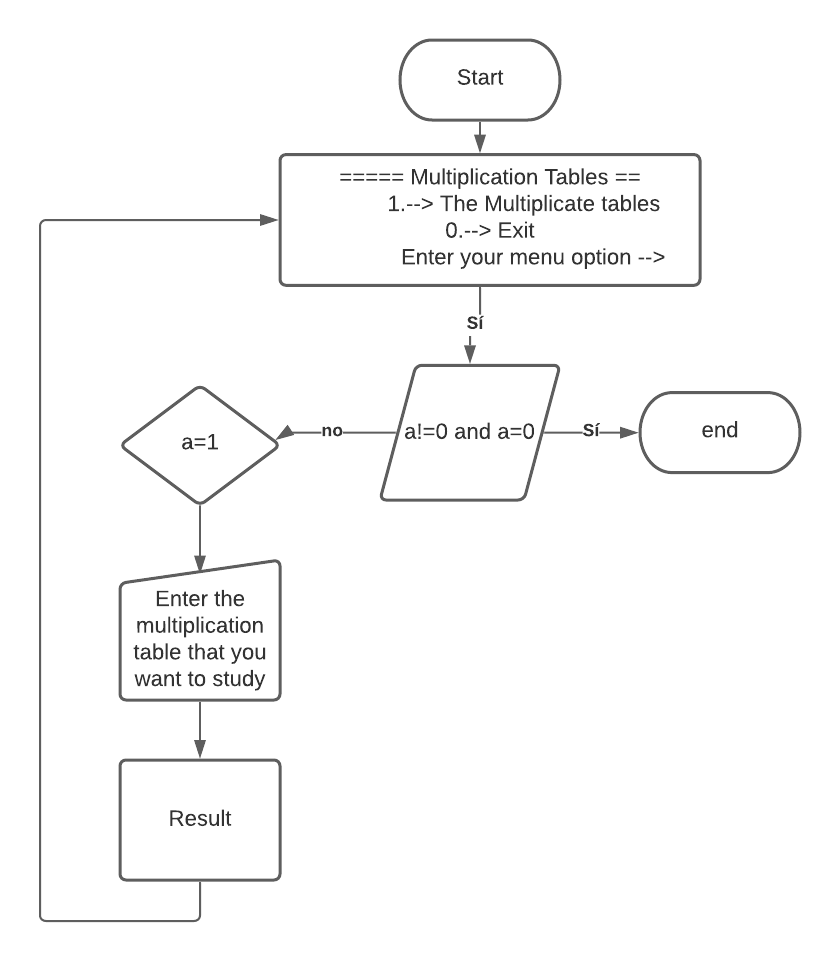 Start
===== Multiplication Tables ==
1.--> The Multiplicate tables
0.--> Exit
Enter your menu option -->
Sí
a!=0 and a=0
no
Sí
end
a=1
Enter the
multiplication
table that you
want to study
Result